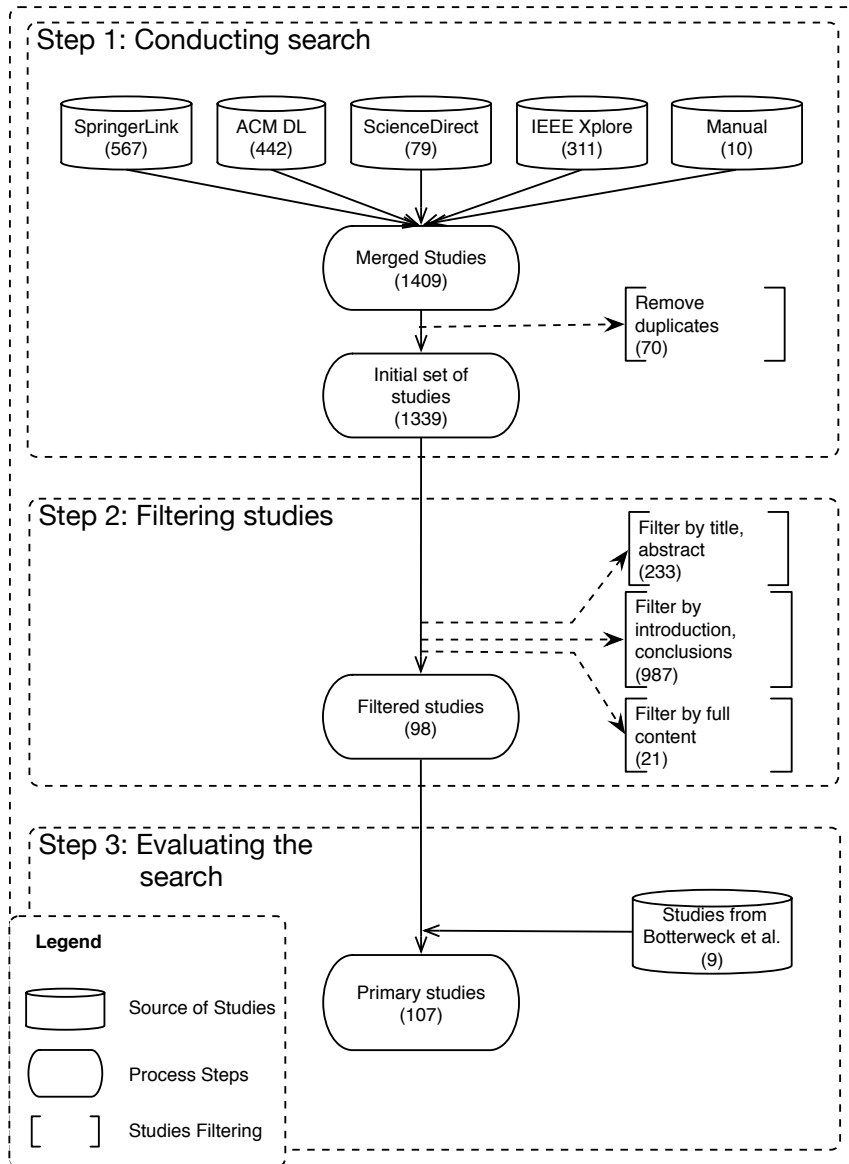 Step 1: Conducting search
SpringerLink
(567)
ACM DL
(442)
ScienceDirect
(79)
IEEE Xplore
(311)
Manual
(10)
Merged Studies
(1409)
Remove
duplicates
(70)
Initial set of
studies
(1339)
Step 2: Filtering studies
Filter by title,
abstract
(233)
Filter by
introduction,
conclusions
(987)
Filtered studies
(98)
Filter by full
content
(21)
Step 3: Evaluating the
search
Studies from
Botterweck et al.
(9)
Primary studies
(107)
Legend
Source of Studies
Process Steps
Studies Filtering